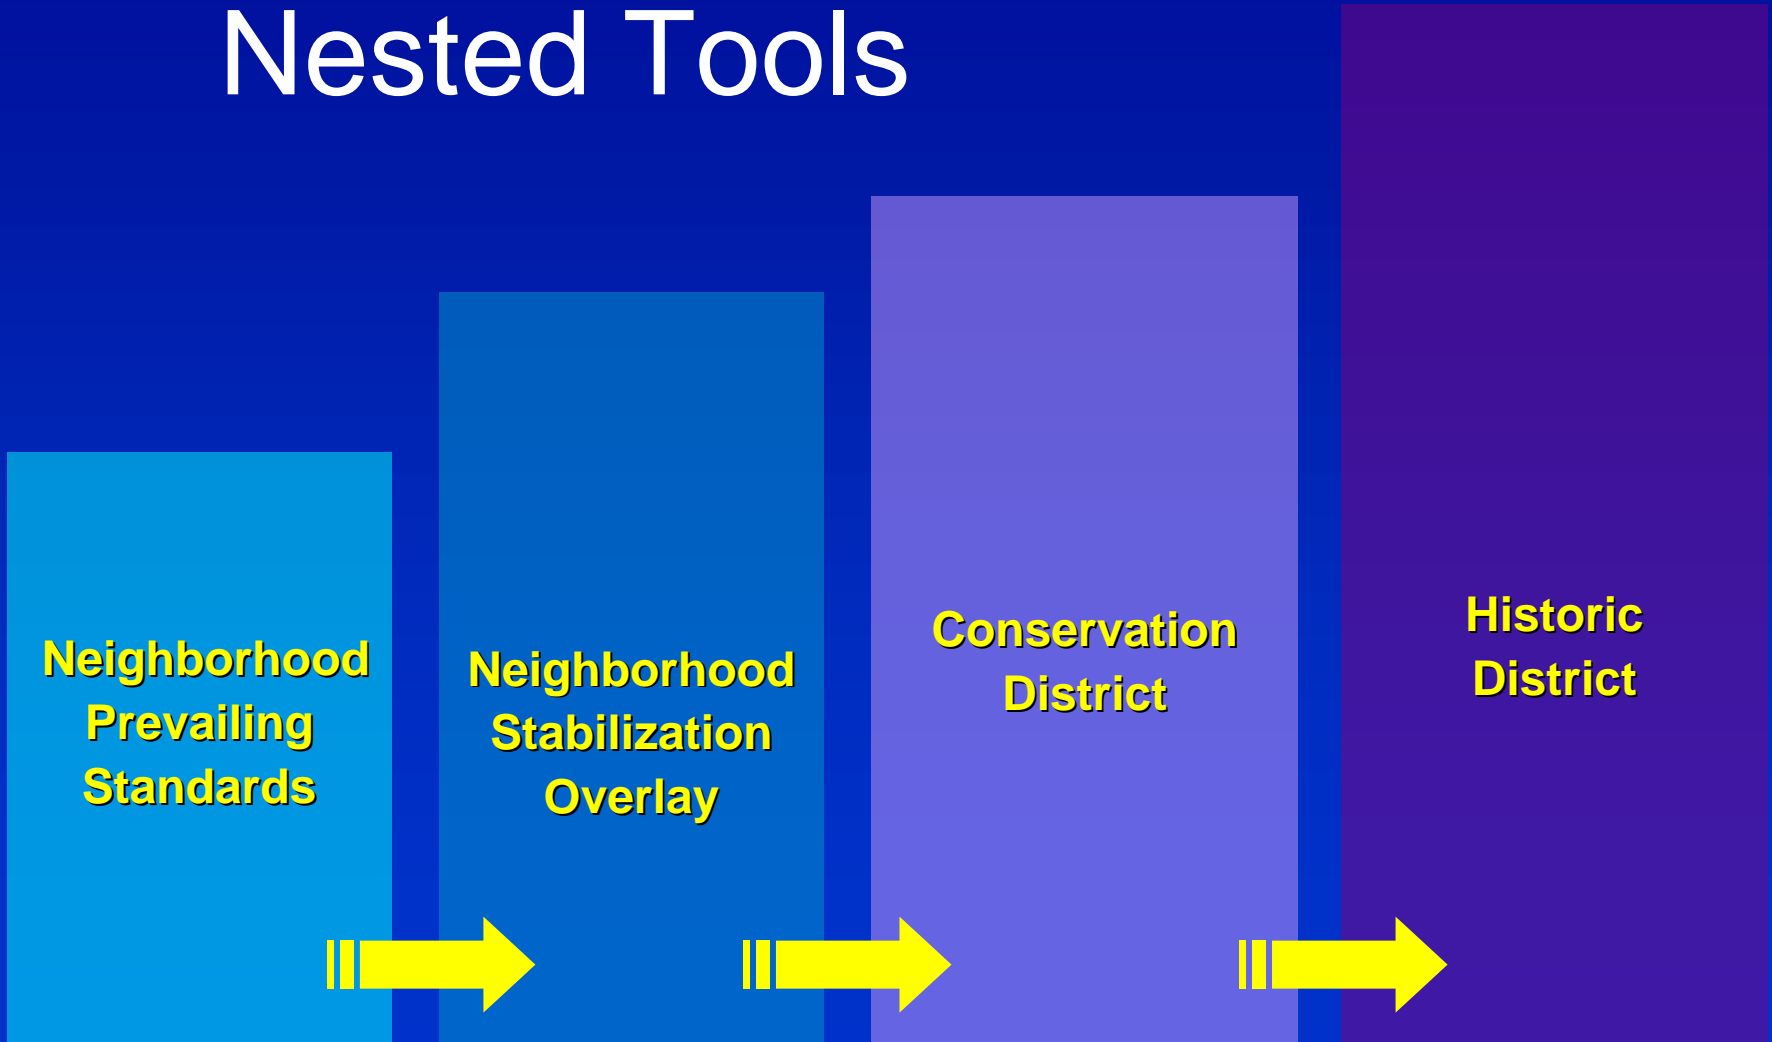 Nested Tools
Neighborhood
Prevailing
Standards
Neighborhood
Stabilization
Overlay
Conservation
District
Historic
District